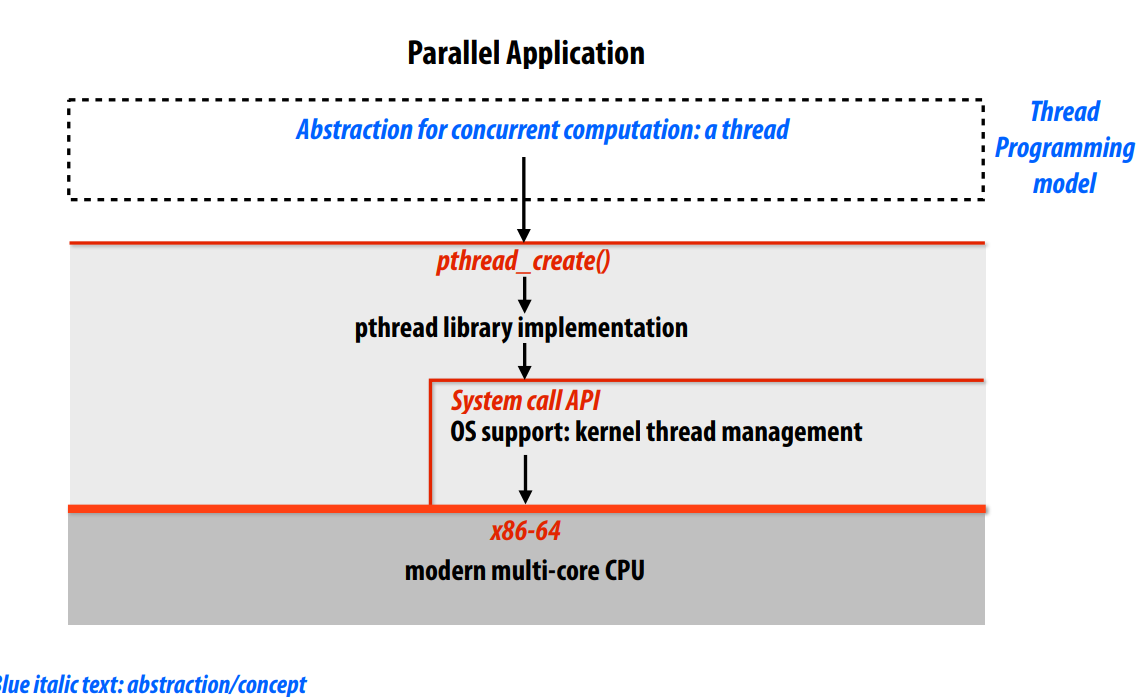 Parallel Application
Abstraction for concurrent computation: a thread
Thread
Programming
model
pthread_create()
pthread library implementation
System call API
OS support: kernel thread management
x86-64
modern multi-core CPU
Blue italic text: abstraction/concept